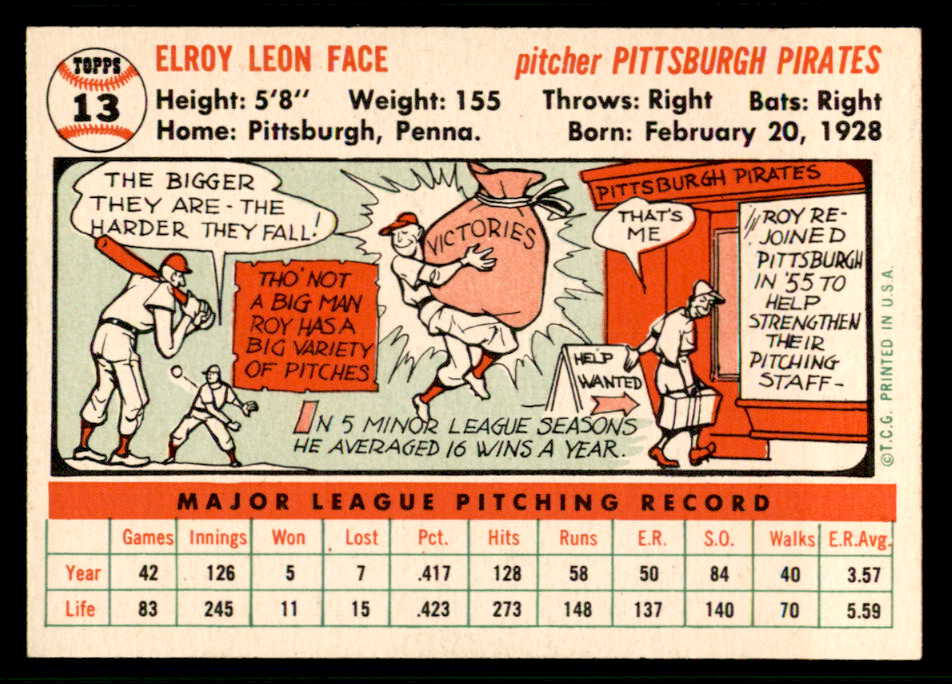 TOPPS
13
ELROY LEON FACE
pitcher PITTSBURGH PIRATES
Height: 5'8" Weight: 155 Throws: Right Bats: Right
Home: Pittsburgh, Penna. Born: February 20, 1928
THE BIGGER
THEY ARE - THE
HARDER THEY FALL!
THO' NOT
A BIG MAN
ROY HAS A
BIG VARIETY
OF PITCHES
VICTORIES
IN 5 MINOR LEAGUE SEASONS
HE AVERAGED 16 WINS A YEAR.
PITTSBURGH PIRATES
THAT'S
ME
HELP
WANTED
ROY RE-
JOINED
PITTSBURGH
IN '55 TO
HELP
STRENGTHEN
THEIR
PITCHING
STAFF-
©T.C.G. PRINTED IN U.S.A.
MAJOR LEAGUE PITCHING RECORD
Games Innings Won Lost Pct. Hits Runs E.R. S.O. Walks E.R.Avg.
Year 42 126 5 7 .417 128 58 50 84 40 3.57
Life 83 245 11 15 .423 273 148 137 140 70 5.59